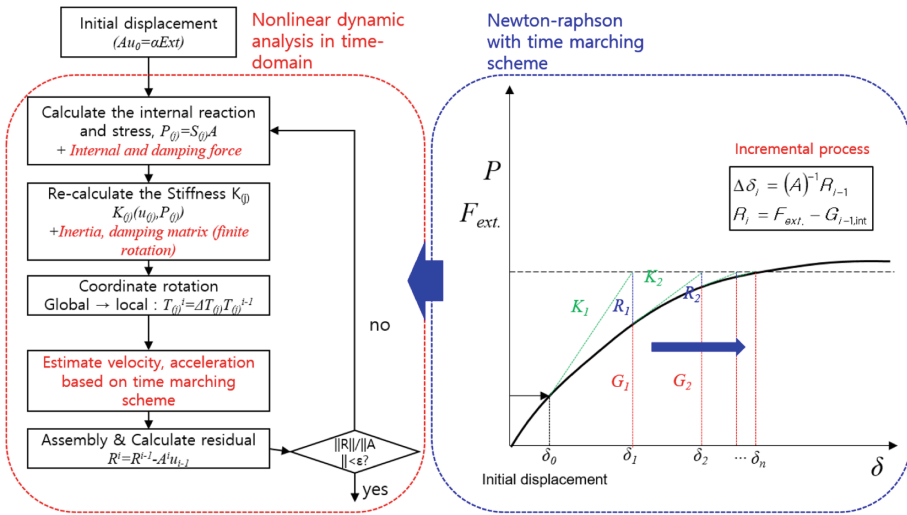 Initial displacement
(Au₀=αExt)
Nonlinear dynamic
analysis in time-
domain
Calculate the internal reaction
and stress, P₍ⱼ₎=S₍ⱼ₎A
+ Internal and damping force
Re-calculate the Stiffness K₍ⱼ₎
K₍ⱼ₎(u₍ⱼ₎,P₍ⱼ₎)
+Inertia, damping matrix (finite
rotation)
Coordinate rotation
Global → local : T₍ⱼ₎ⁱ=ΔT₍ⱼ₎T₍ⱼ₎ⁱ⁻¹
Estimate velocity, acceleration
based on time marching
scheme
Assembly & Calculate residual
Rⁱ=Rⁱ⁻¹-Aⁱuᵢ₋₁
||R||/||A
||<ε?
no
yes
Newton-raphson
with time marching
scheme
P
F_ext.
Incremental process
Δδᵢ = (A)⁻¹Rᵢ₋₁
Rᵢ = F_ext. − G_i−1,int
K₁
R₁
K₂
R₂
G₁
G₂
δ₀
δ₁
δ₂
··· δₙ
δ
Initial displacement